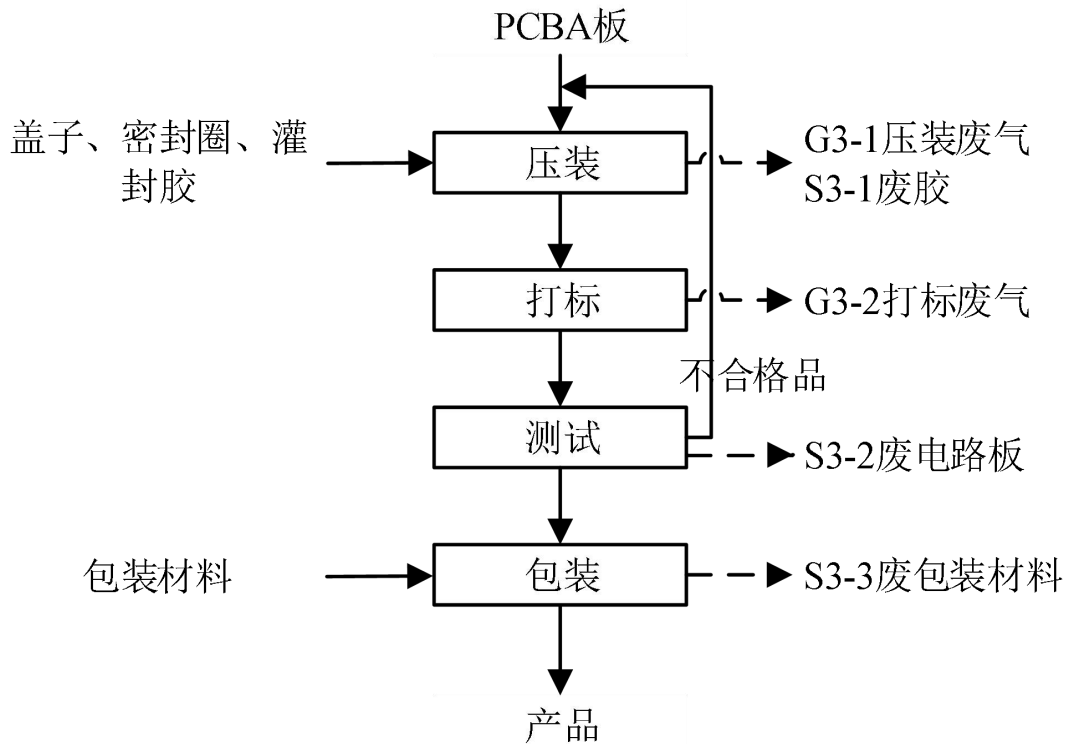 PCBA板
盖子、密封圈、灌
封胶
压装
G3-1压装废气
S3-1废胶
打标
G3-2打标废气
不合格品
测试
S3-2废电路板
包装材料
包装
S3-3废包装材料
产品